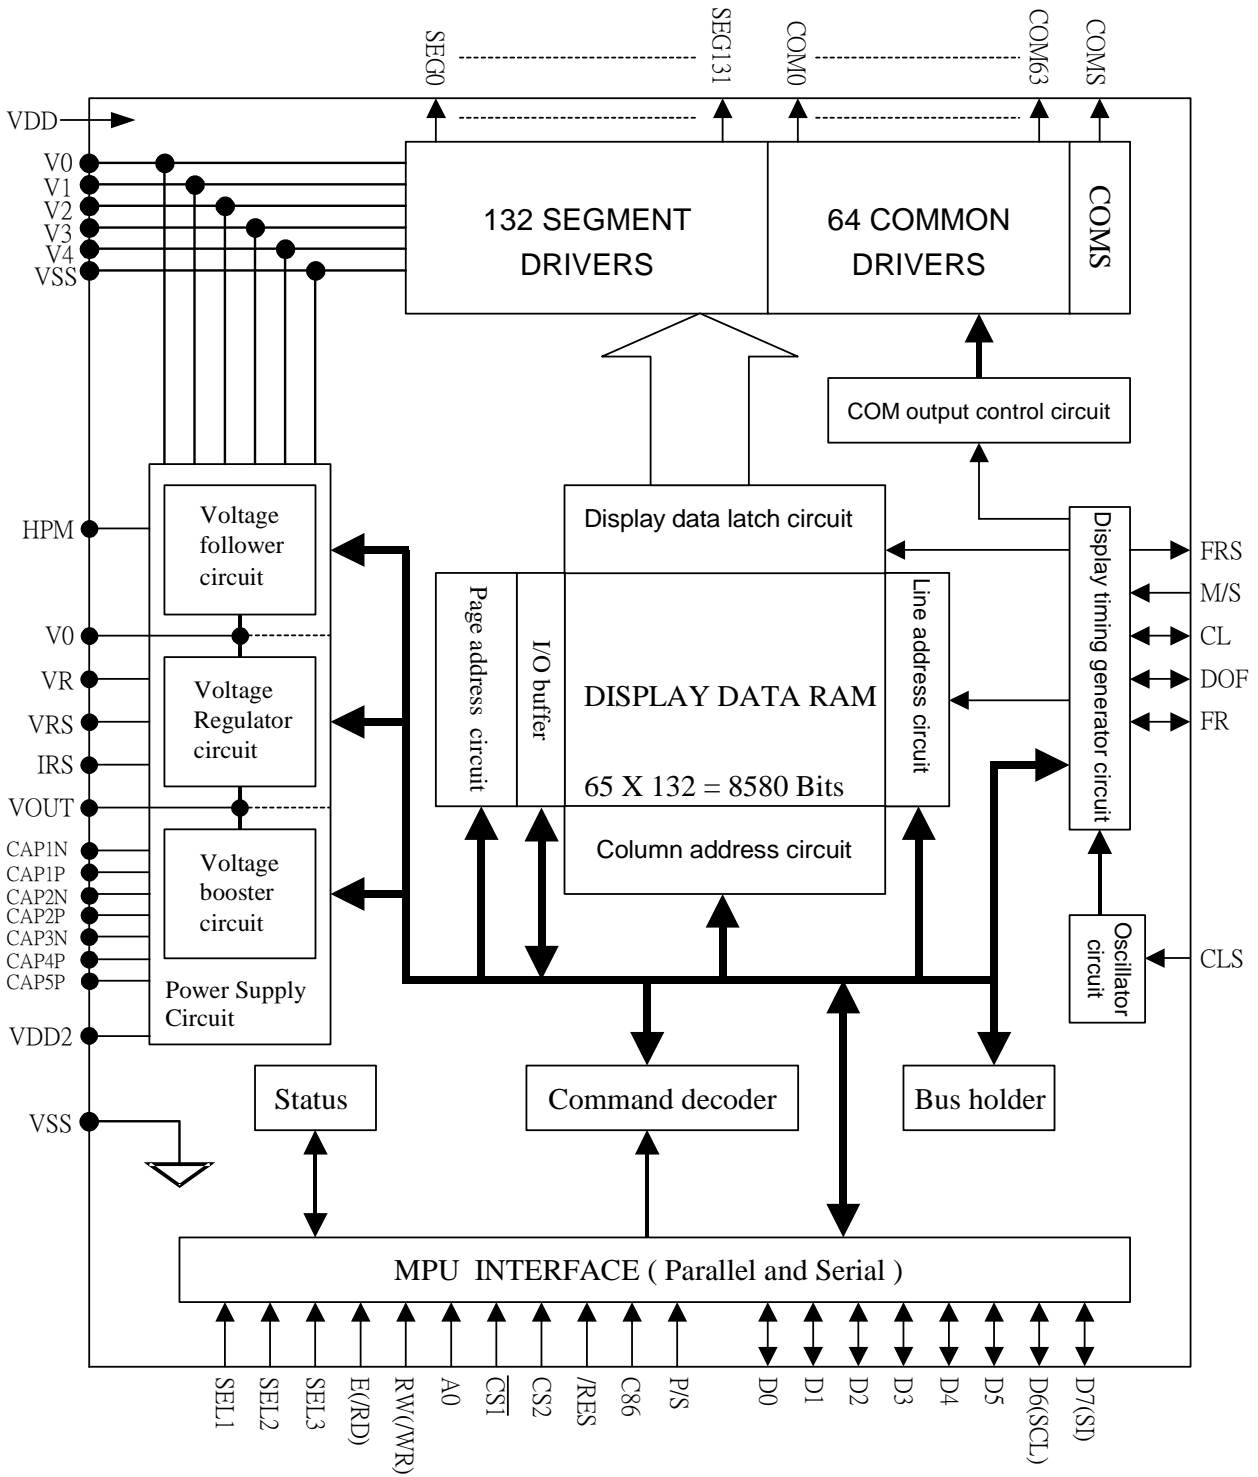 SEG0
SEG131
COM0
COM63
COMS
VDD
V0
V1
V2
V3
V4
VSS
132 SEGMENT
DRIVERS
64 COMMON
DRIVERS
COMS
COM output control circuit
HPM
V0
VR
VRS
IRS
VOUT
CAP1N
CAP1P
CAP2N
CAP2P
CAP3N
CAP4P
CAP5P
VDD2
VSS
Voltage
follower
circuit
Voltage
Regulator
circuit
Voltage
booster
circuit
Power Supply
Circuit
Display data latch circuit
Page address circuit
I/O buffer
DISPLAY DATA RAM
65 X 132 = 8580 Bits
Line address circuit
Column address circuit
Display timing generator circuit
FRS
M/S
CL
DOF
FR
Oscillator
circuit
CLS
Status
Command decoder
Bus holder
MPU INTERFACE ( Parallel and Serial )
SEL1
SEL2
SEL3
E(/RD)
RW(/WR)
A0
CS1
CS2
/RES
C86
P/S
D0
D1
D2
D3
D4
D5
D6(SCL)
D7(SI)